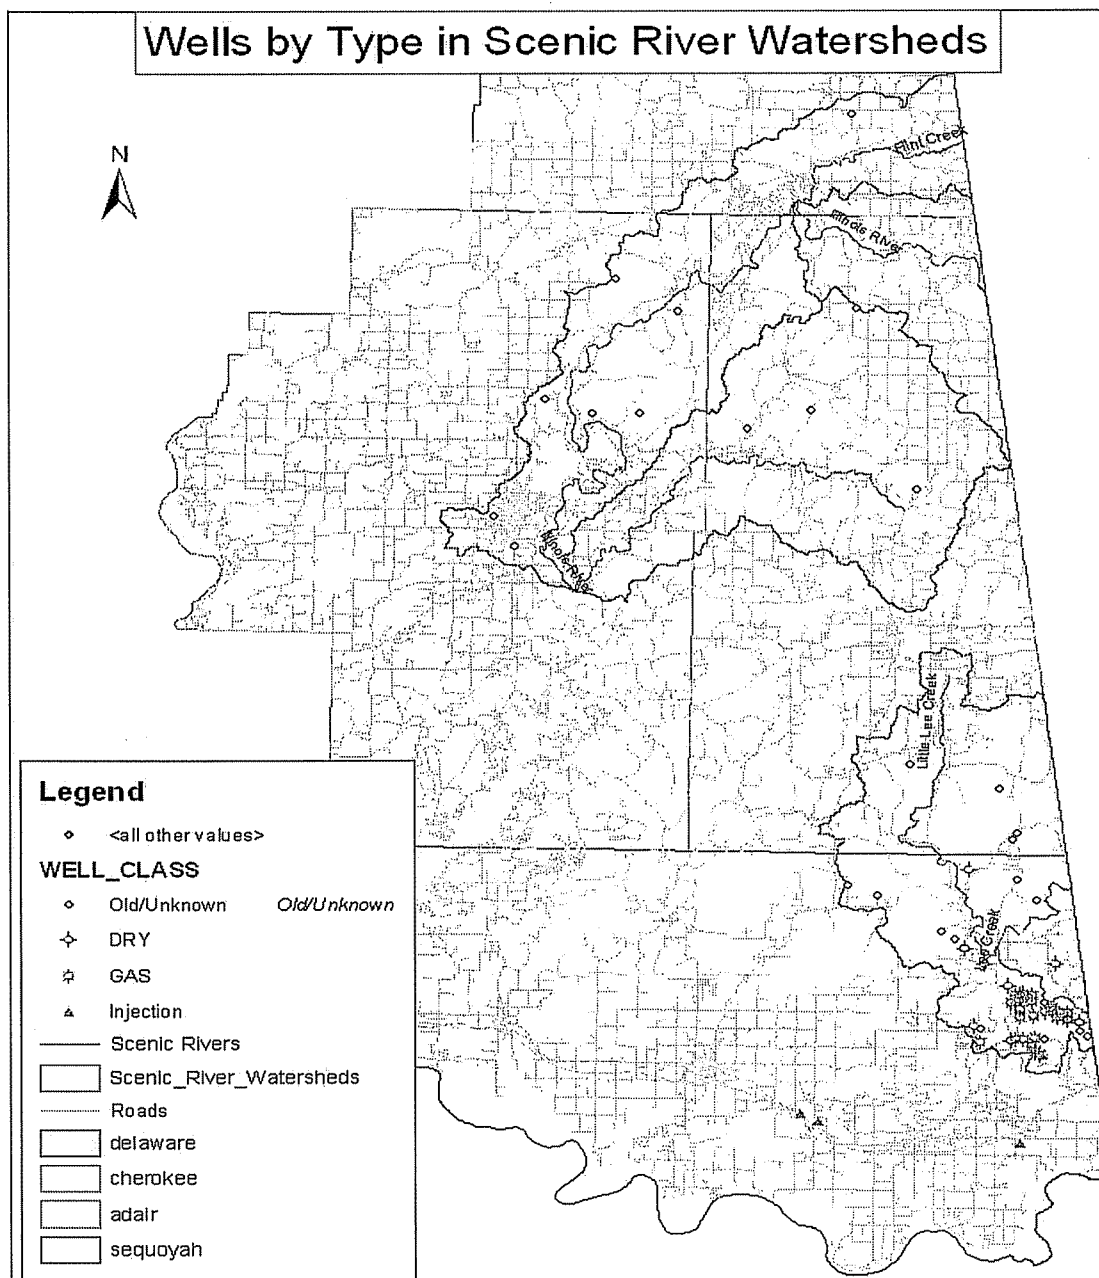 Wells by Type in Scenic River Watersheds
N
Flint Creek
Illinois River
Illinois River
Little Lee Creek
Lee Creek
Legend
<all other values>
WELL_CLASS
Old/Unknown Old/Unknown
DRY
GAS
Injection
Scenic Rivers
Scenic_River_Watersheds
Roads
delaware
cherokee
adair
sequoyah